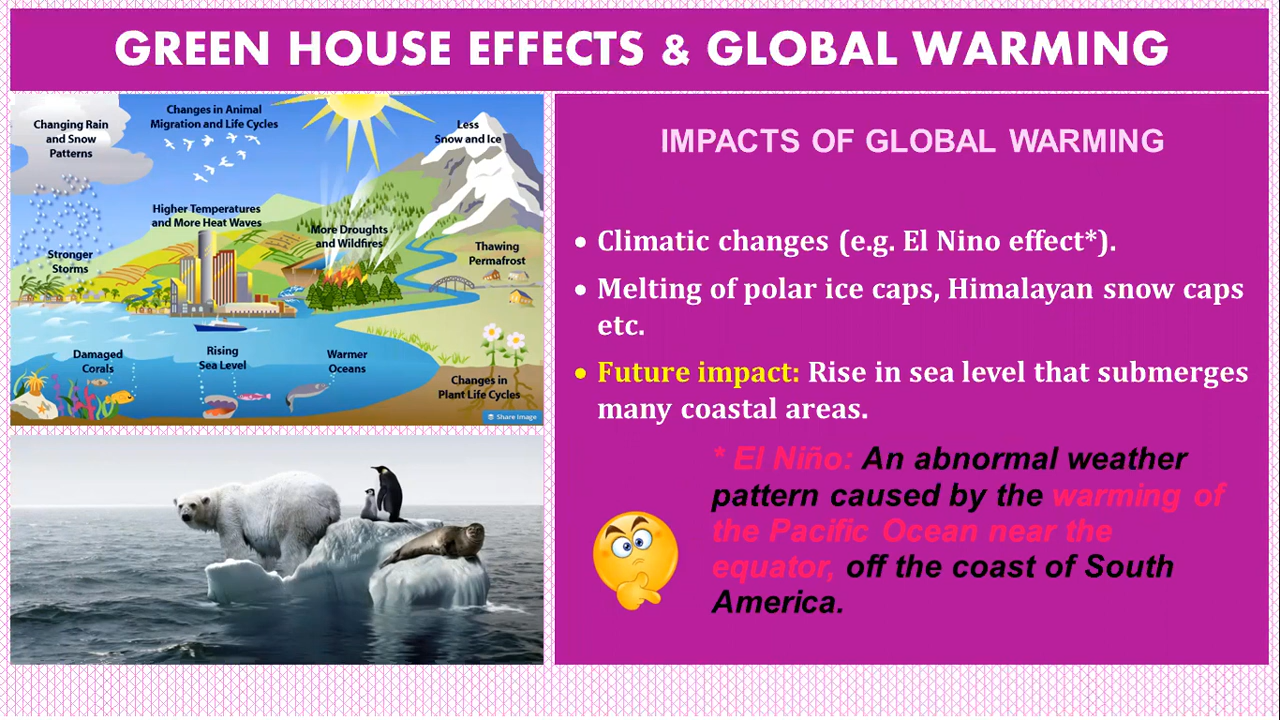 GREEN HOUSE EFFECTS & GLOBAL WARMING
Changing Rain
and Snow
Patterns
Changes in Animal
Migration and Life Cycles
Less
Snow and Ice
Higher Temperatures
and More Heat Waves
More Droughts
and Wildfires
Stronger
Storms
Thawing
Permafrost
Damaged
Corals
Rising
Sea Level
Warmer
Oceans
Changes in
Plant Life Cycles
Share Image
IMPACTS OF GLOBAL WARMING
• Climatic changes (e.g. El Nino effect*).
• Melting of polar ice caps, Himalayan snow caps
etc.
• Future impact: Rise in sea level that submerges
many coastal areas.
* El Niño: An abnormal weather
pattern caused by the warming of
the Pacific Ocean near the
equator, off the coast of South
America.